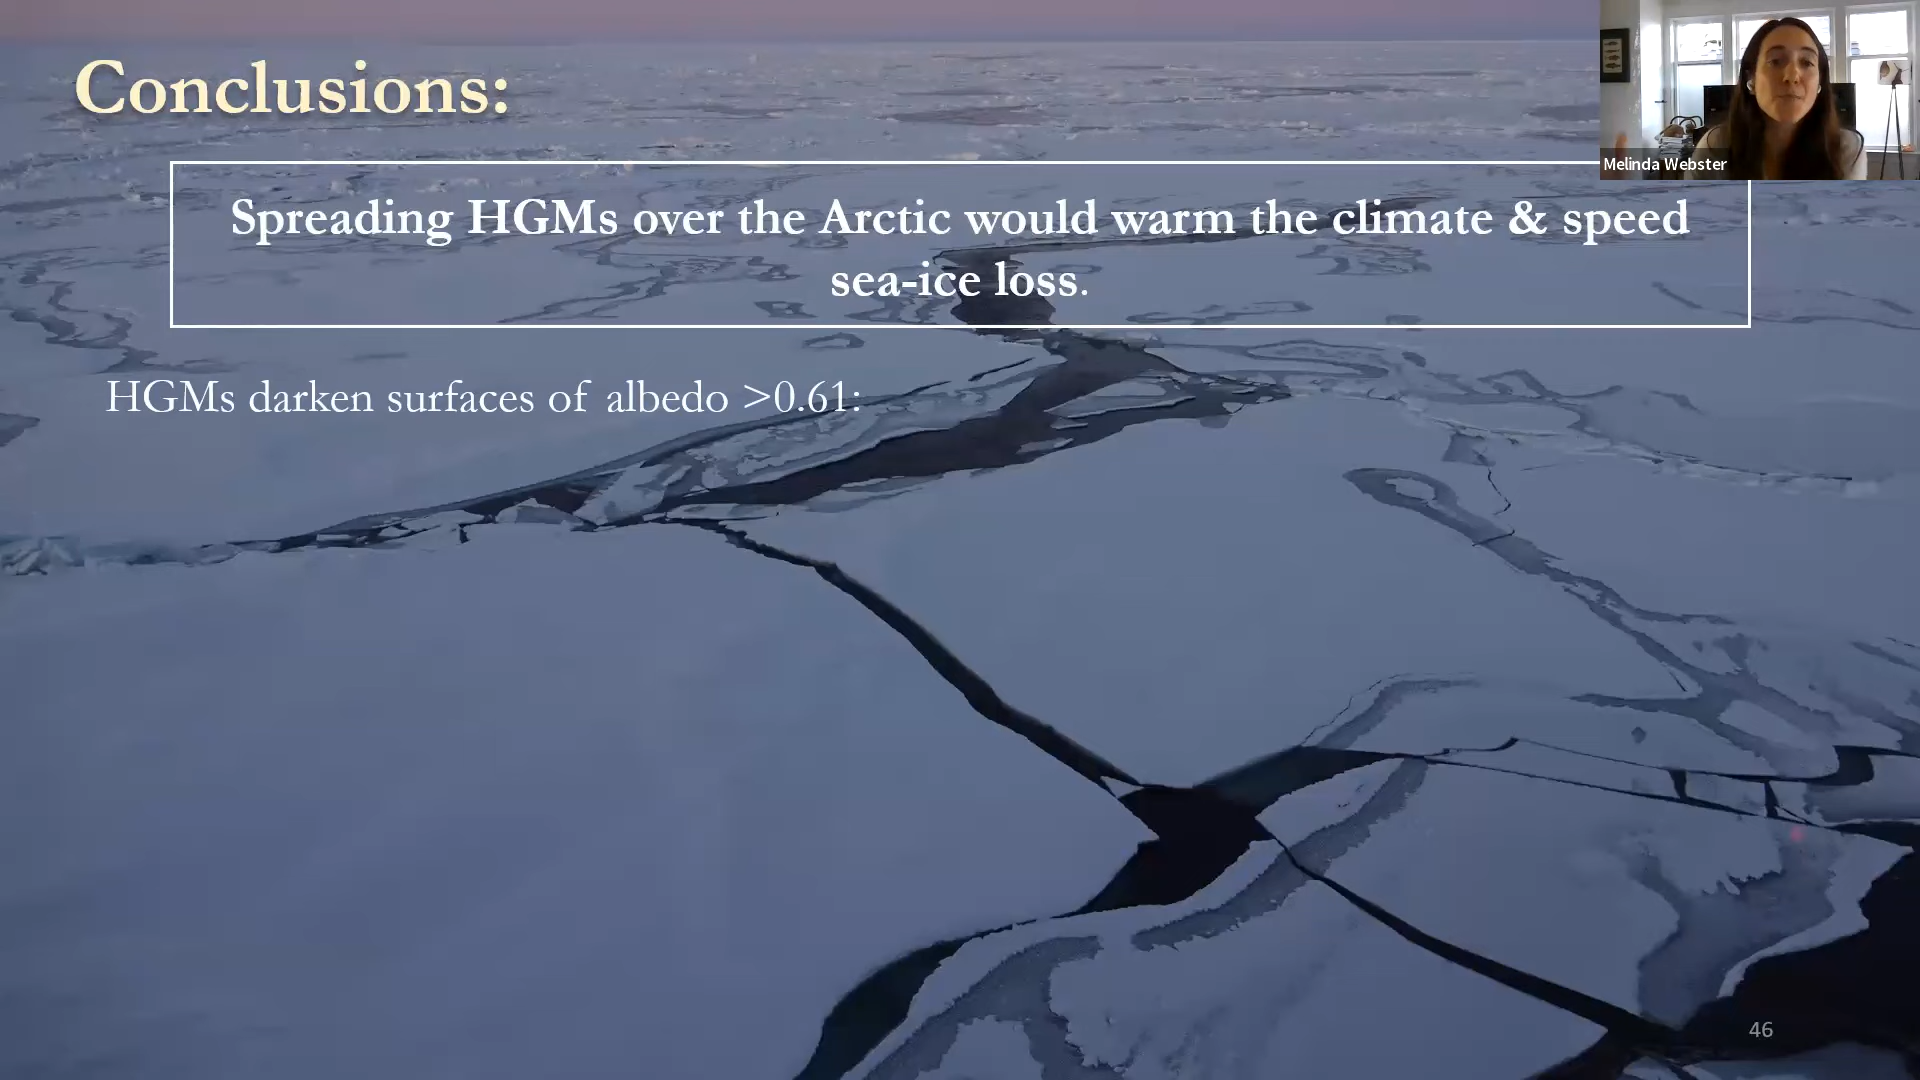 Conclusions:
Melinda Webster
Spreading HGMs over the Arctic would warm the climate & speed
sea-ice loss.
HGMs darken surfaces of albedo >0.61:
46